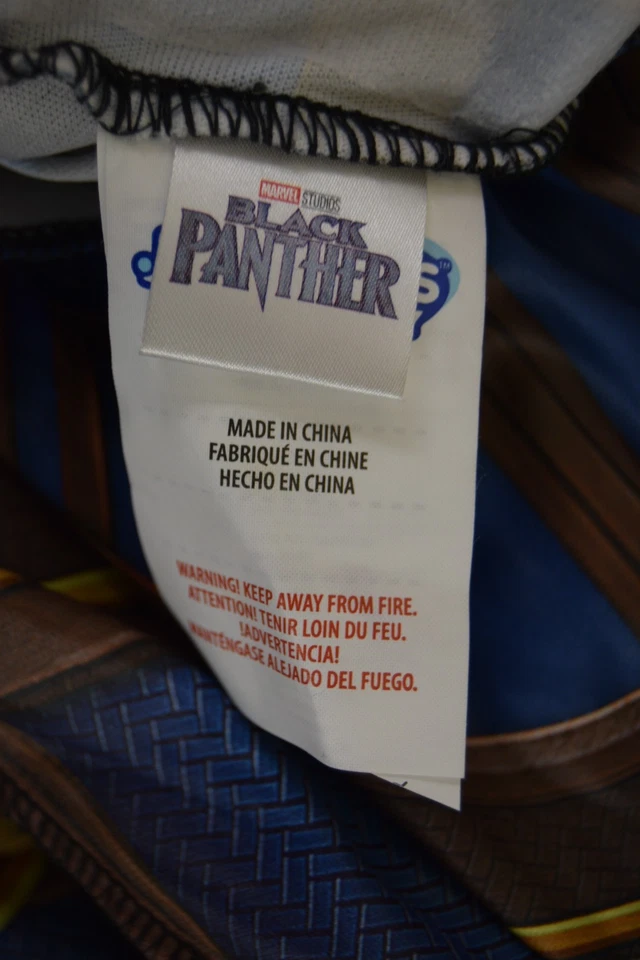 MARVEL STUDIOS
BLACK
PANTHER
MADE IN CHINA
FABRIQUÉ EN CHINE
HECHO EN CHINA
WARNING! KEEP AWAY FROM FIRE.
ATTENTION! TENIR LOIN DU FEU.
¡ADVERTENCIA!
MANTÉNGASE ALEJADO DEL FUEGO.